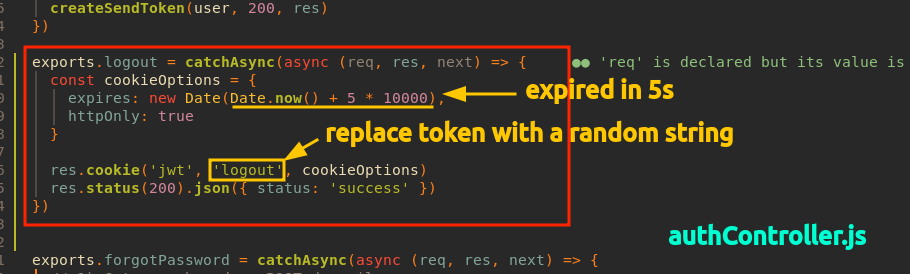 createSendToken(user, 200, res)
})
exports.logout = catchAsync(async (req, res, next) => { ●● 'req' is declared but its value is
const cookieOptions = {
expires: new Date(Date.now() + 5 * 10000), expired in 5s
httpOnly: true
}
replace token with a random string
res.cookie('jwt', 'logout', cookieOptions)
res.status(200).json({ status: 'success' })
})
authController.js
exports.forgotPassword = catchAsync(async (req, res, next) => {